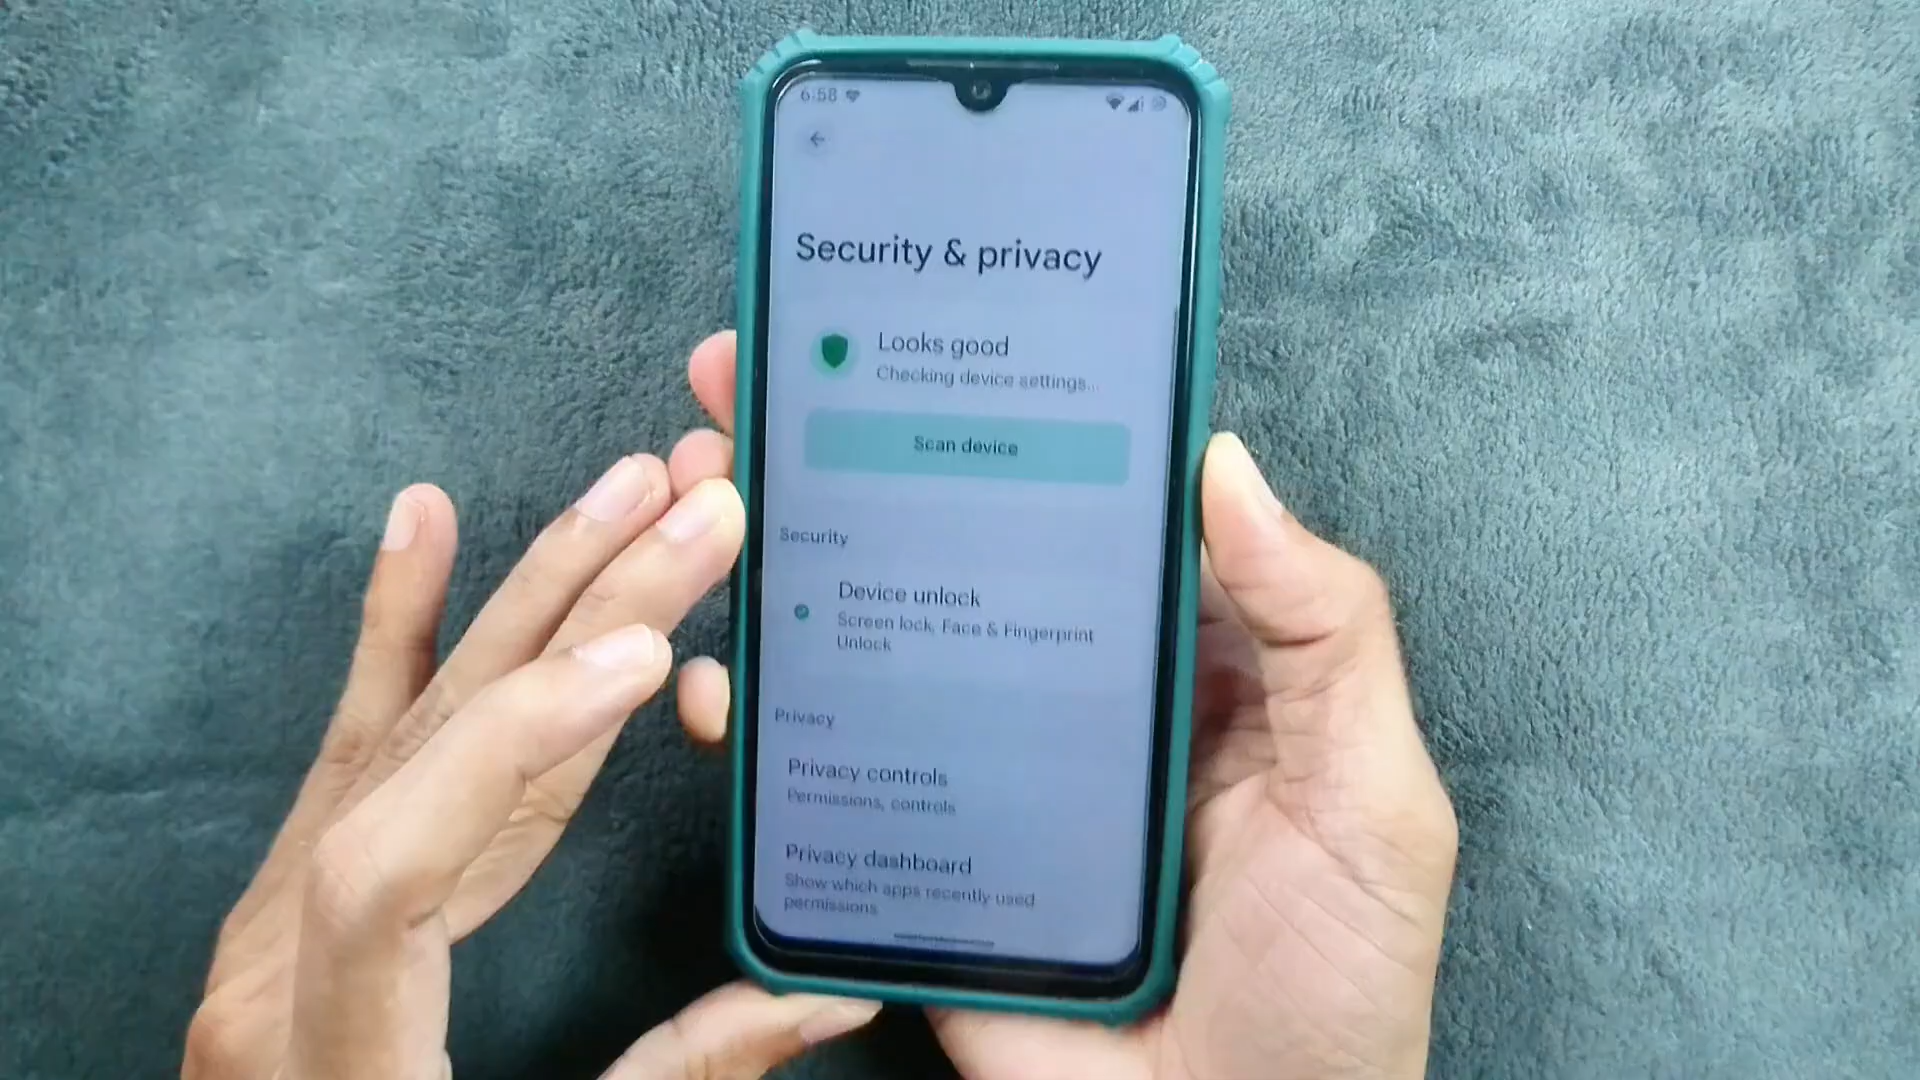 6:58
Security & privacy
Looks good
Checking device settings...
Scan device
Security
Device unlock
Screen lock, Face & Fingerprint
Unlock
Privacy
Privacy controls
Permissions, controls
Privacy dashboard
Show which apps recently used
permissions